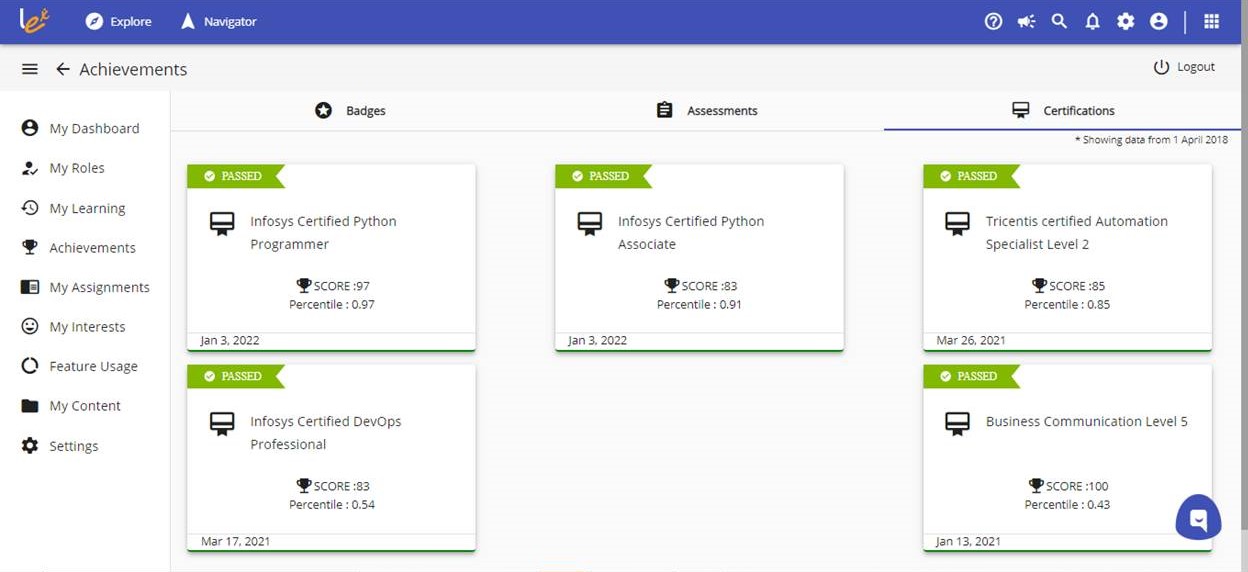 Lex
Explore
Navigator
Achievements
Logout
My Dashboard
My Roles
My Learning
Achievements
My Assignments
My Interests
Feature Usage
My Content
Settings
Badges
Assessments
Certifications
* Showing data from 1 April 2018
PASSED
Infosys Certified Python
Programmer
SCORE :97
Percentile : 0.97
Jan 3, 2022
PASSED
Infosys Certified Python
Associate
SCORE :83
Percentile : 0.91
Jan 3, 2022
PASSED
Tricentis certified Automation
Specialist Level 2
SCORE :85
Percentile : 0.85
Mar 26, 2021
PASSED
Infosys Certified DevOps
Professional
SCORE :83
Percentile : 0.54
Mar 17, 2021
PASSED
Business Communication Level 5
SCORE :100
Percentile : 0.43
Jan 13, 2021